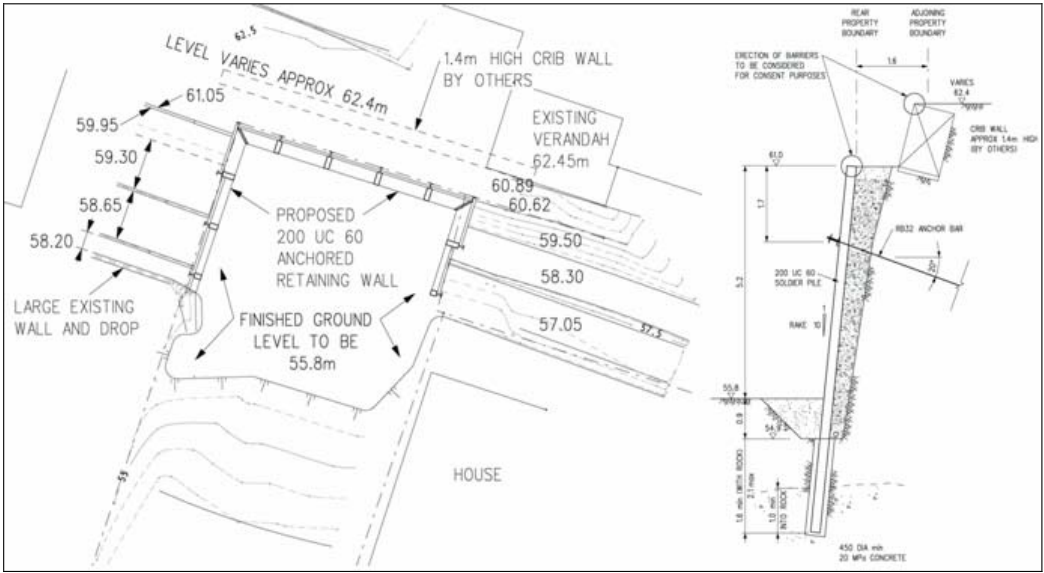 62.5
LEVEL VARIES APPROX 62.4m
1.4m HIGH CRIB WALL
BY OTHERS
EXISTING
VERANDAH
62.45m
61.05
59.95
59.30
58.65
58.20
60.89
60.62
59.50
58.30
57.05
57.5
PROPOSED
200 UC 60
ANCHORED
RETAINING WALL
LARGE EXISTING
WALL AND DROP
FINISHED GROUND
LEVEL TO BE
55.8m
55
HOUSE
REAR
PROPERTY
BOUNDARY
ADJOINING
PROPERTY
BOUNDARY
ERECTION OF BARRIERS
TO BE CONSIDERED
FOR CONSENT PURPOSES
1.6
VARIES
62.4
CRIB WALL
APPROX 1.4m HIGH
(BY OTHERS)
61.0
1.7
RB32 ANCHOR BAR
20°
5.2
200 UC 60
SOLDIER PILE
RAKE 10
1
55.8
0.9
54.9
1.6 min (WITH ROCK)
2.1 max
1.0 min
INTO ROCK
450 DIA min
20 MPa CONCRETE